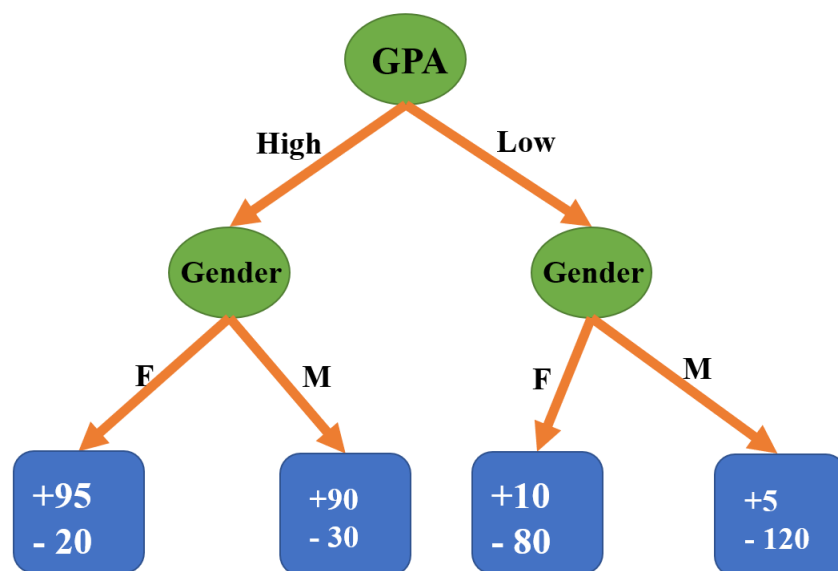 GPA
High
Low
Gender
Gender
F
M
F
M
+95
- 20
+90
- 30
+10
- 80
+5
- 120